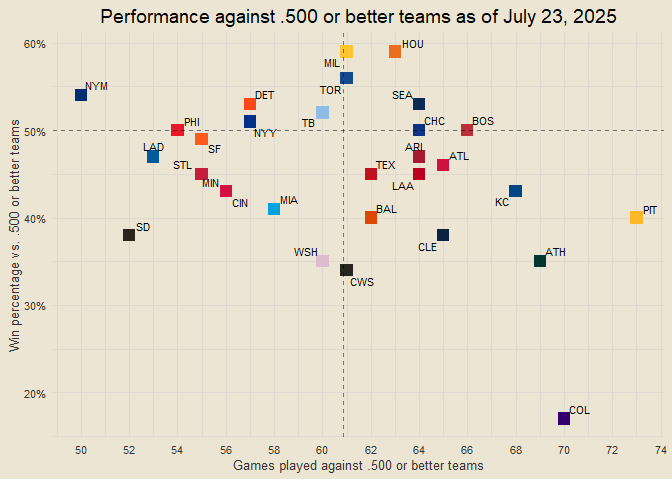 Performance against .500 or better teams as of July 23, 2025
60%
HOU
MIL
NYM
TOR
DET
SEA
PHI
TB
CHC
BOS
50%
NYY
LAD
SF
ARI
ATL
STL
TEX
MIN
LAA
CIN
MIA
KC
BAL
PIT
40%
SD
CLE
WSH
ATH
CWS
30%
20%
COL
Win percentage vs. .500 or better teams
50 52 54 56 58 60 62 64 66 68 70 72 74
Games played against .500 or better teams